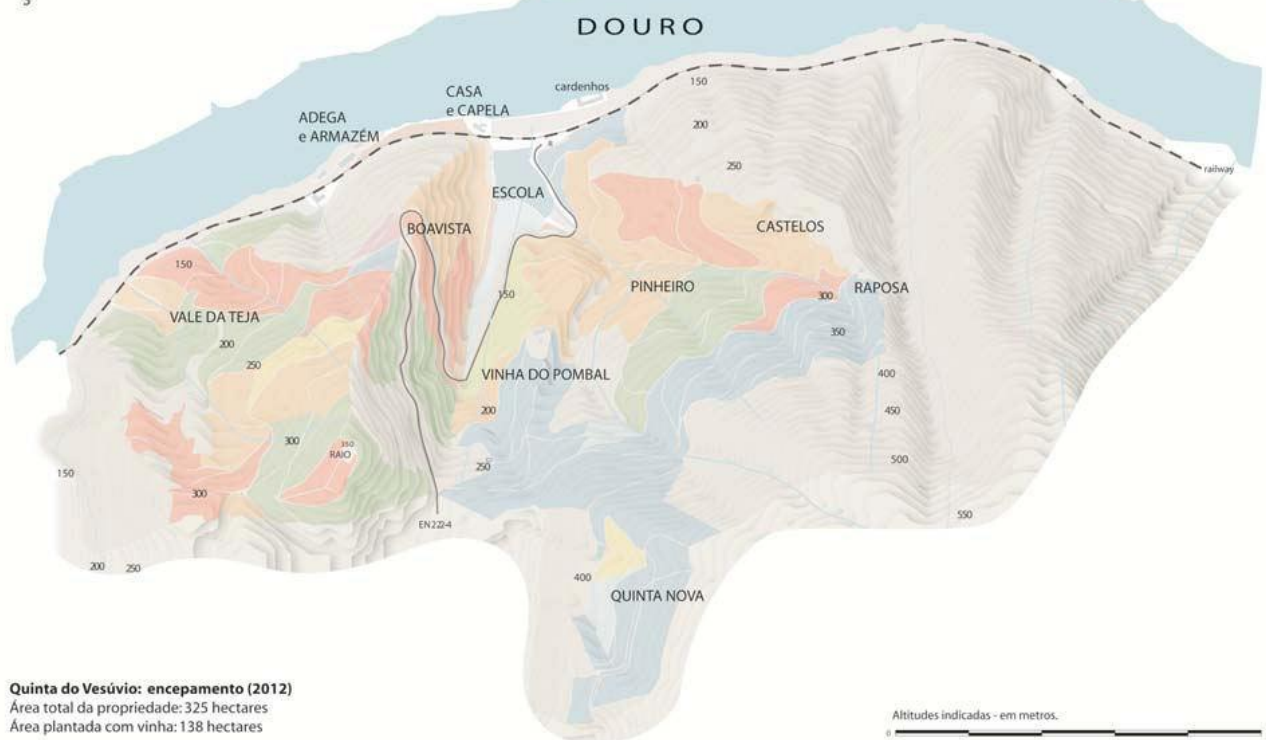 DOURO
CASA
e CAPELA
cardenhos
ADEGA
e ARMAZÉM
150
200
250
railway
ESCOLA
BOAVISTA
CASTELOS
150
PINHEIRO
RAPOSA
150
300
VALE DA TEJA
350
200
250
VINHA DO POMBAL
400
200
450
300
350
RAIO
500
250
150
300
550
EN 222-4
200
250
400
QUINTA NOVA
Quinta do Vesúvio: encepamento (2012)
Área total da propriedade: 325 hectares
Área plantada com vinha: 138 hectares
Altitudes indicadas - em metros.
0